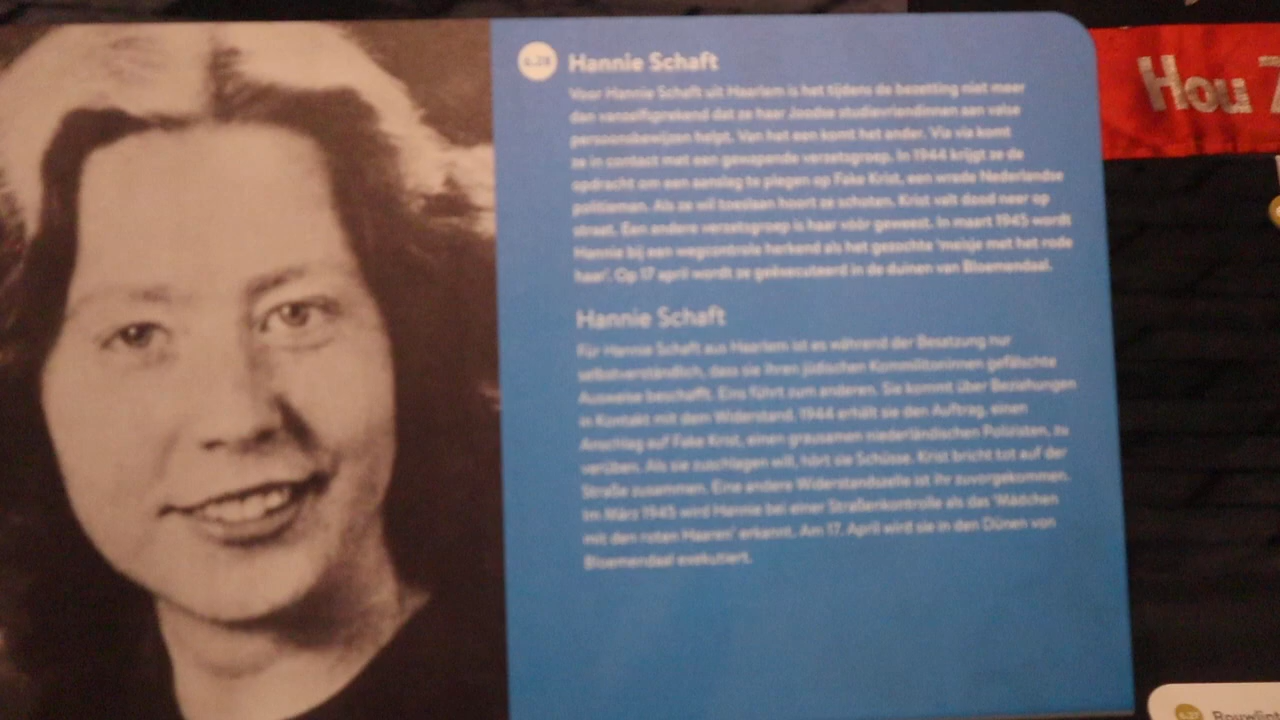 6.28
Hannie Schaft
Voor Hannie Schaft uit Haarlem is het tijdens de bezetting niet meer
dan vanzelfsprekend dat ze haar Joodse studievriendinnen aan valse
persoonsbewijzen helpt. Van het een komt het ander. Via via komt
ze in contact met een gewapende verzetsgroep. In 1944 krijgt ze de
opdracht om een aanslag te plegen op Fake Krist, een wrede Nederlandse
politieman. Als ze wil toeslaan hoort ze schoten. Krist valt dood neer op
straat. Een andere verzetsgroep is haar vóór geweest. In maart 1945 wordt
Hannie bij een wegcontrole herkend als het gezochte 'meisje met het rode
haar'. Op 17 april wordt ze geëxecuteerd in de duinen van Bloemendaal.
Hannie Schaft
Für Hannie Schaft aus Haarlem ist es während der Besetzung nur
selbstverständlich, dass sie ihren jüdischen Kommilitoninnen gefälschte
Ausweise beschafft. Eins führt zum anderen. Sie kommt über Beziehungen
in Kontakt mit dem Widerstand. 1944 erhält sie den Auftrag, einen
Anschlag auf Fake Krist, einen grausamen niederländischen Polizisten, zu
verüben. Als sie zuschlagen will, hört sie Schüsse. Krist bricht tot auf der
Straße zusammen. Eine andere Widerstandszelle ist ihr zuvorgekommen.
Im März 1945 wird Hannie bei einer Straßenkontrolle als das 'Mädchen
mit den roten Haaren' erkannt. Am 17. April wird sie in den Dünen von
Bloemendaal exekutiert.
Hou